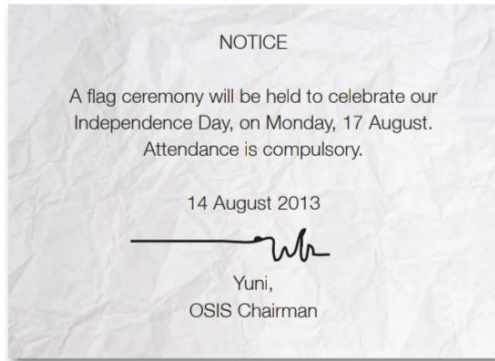 NOTICE
A flag ceremony will be held to celebrate our
Independence Day, on Monday, 17 August.
Attendance is compulsory.
14 August 2013
Yuni,
OSIS Chairman